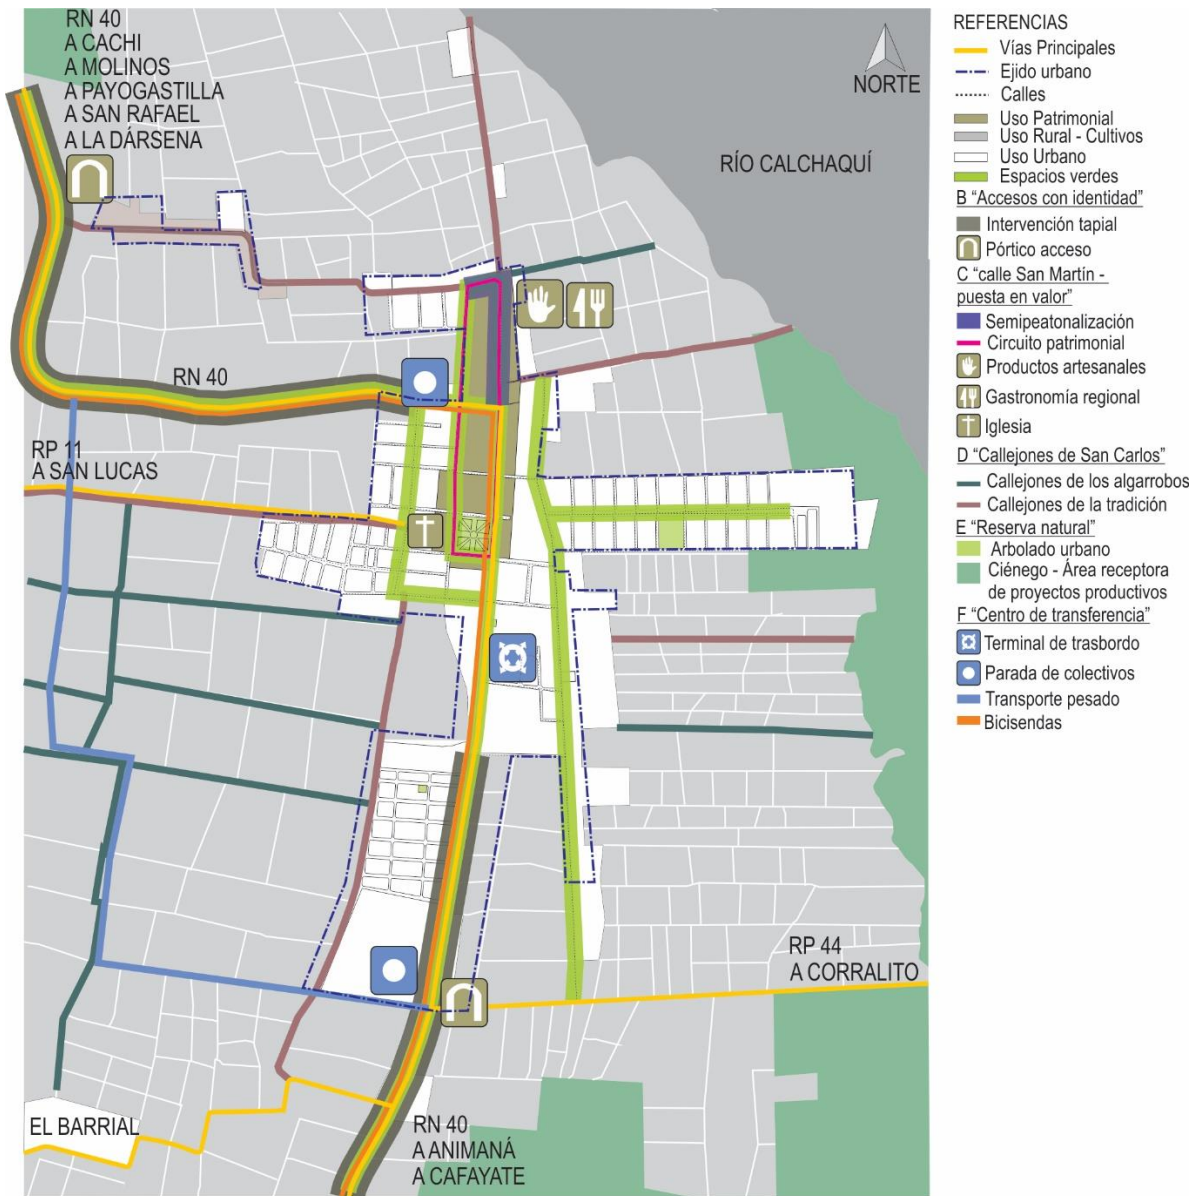 RN 40
A CACHI
A MOLINOS
A PAYOGASTILLA
A SAN RAFAEL
A LA DÁRSENA
NORTE
RÍO CALCHAQUÍ
RN 40
RP 11
A SAN LUCAS
RP 44
A CORRALITO
EL BARRIAL
RN 40
A ANIMANÁ
A CAFAYATE
REFERENCIAS
Vías Principales
Ejido urbano
Calles
Uso Patrimonial
Uso Rural - Cultivos
Uso Urbano
Espacios verdes
B “Accesos con identidad”
Intervención tapial
Pórtico acceso
C “calle San Martín -
puesta en valor”
Semipeatonalización
Circuito patrimonial
Productos artesanales
Gastronomía regional
Iglesia
D “Callejones de San Carlos”
Callejones de los algarrobos
Callejones de la tradición
E “Reserva natural”
Arbolado urbano
Ciénego - Área receptora
de proyectos productivos
F “Centro de transferencia”
Terminal de trasbordo
Parada de colectivos
Transporte pesado
Bicisendas